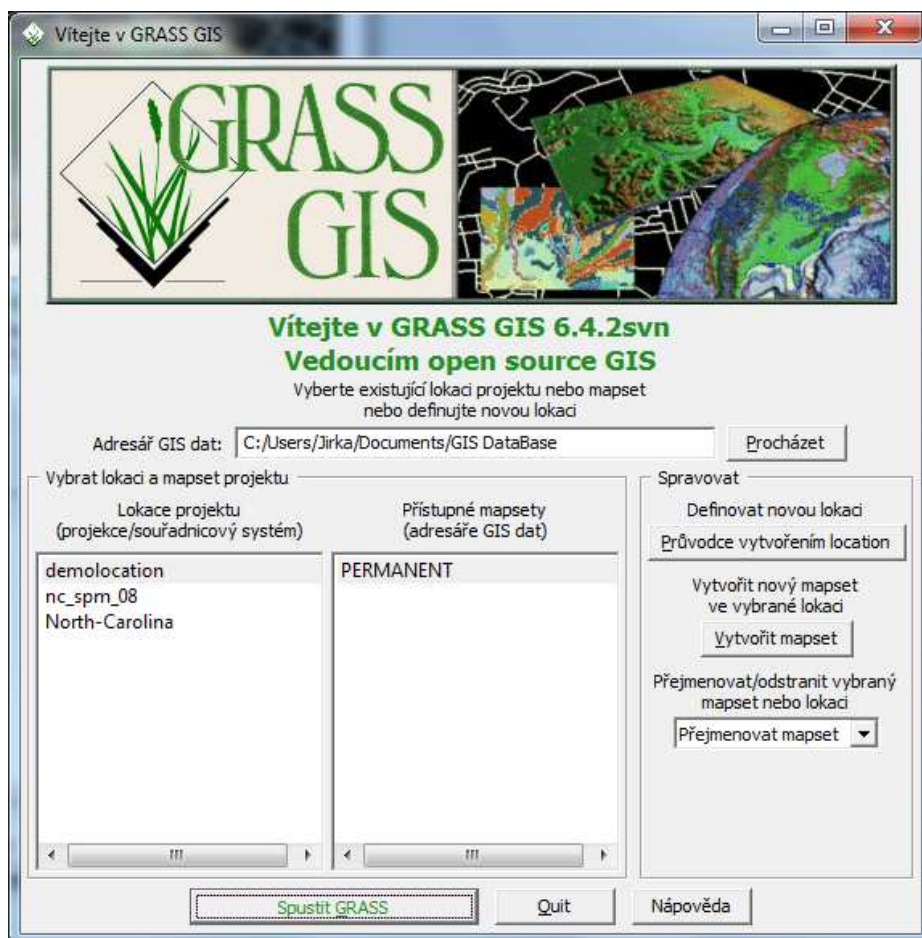 Vítejte v GRASS GIS
GRASS
GIS
Vítejte v GRASS GIS 6.4.2svn
Vedoucím open source GIS
Vyberte existující lokaci projektu nebo mapset
nebo definujte novou lokaci
Adresář GIS dat: C:/Users/Jirka/Documents/GIS DataBase Procházet
Vybrat lokaci a mapset projektu
Lokace projektu
(projekce/souřadnicový systém)
demolocation
nc_spm_08
North-Carolina
Přístupné mapsety
(adresáře GIS dat)
PERMANENT
Spravovat
Definovat novou lokaci
Průvodce vytvořením location
Vytvořit nový mapset
ve vybrané lokaci
Vytvořit mapset
Přejmenovat/odstranit vybraný
mapset nebo lokaci
Přejmenovat mapset
Spustit GRASS Quit Nápověda